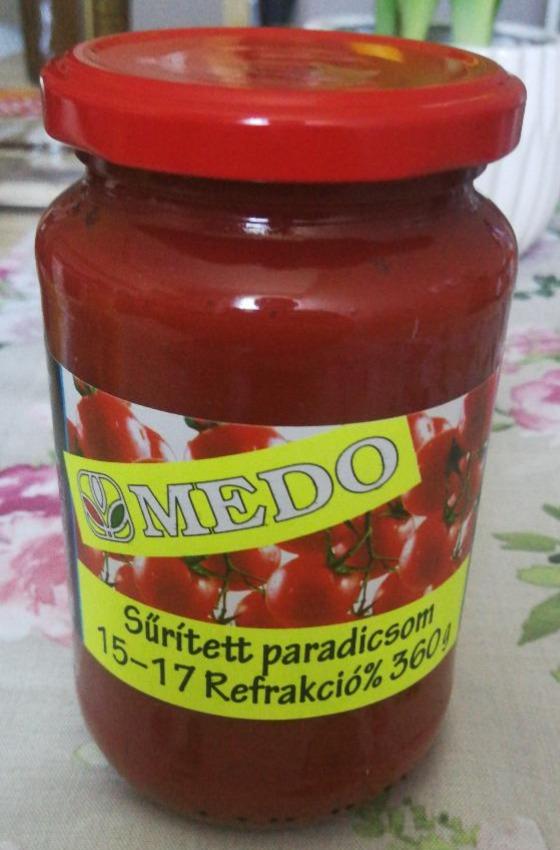 MEDO
Sűrített paradicsom
15-17 Refrakció% 360g